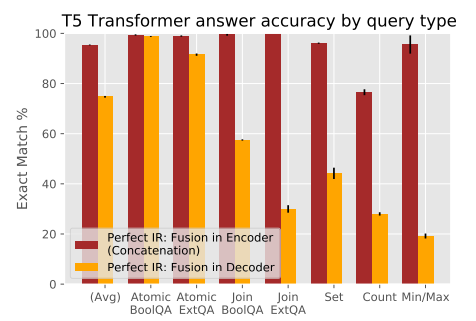 T5 Transformer answer accuracy by query type
Exact Match %
100
80
60
40
20
0
Perfect IR: Fusion in Encoder
(Concatenation)
Perfect IR: Fusion in Decoder
(Avg)
Atomic
BoolQA
Atomic
ExtQA
Join
BoolQA
Join
ExtQA
Set
Count
Min/Max